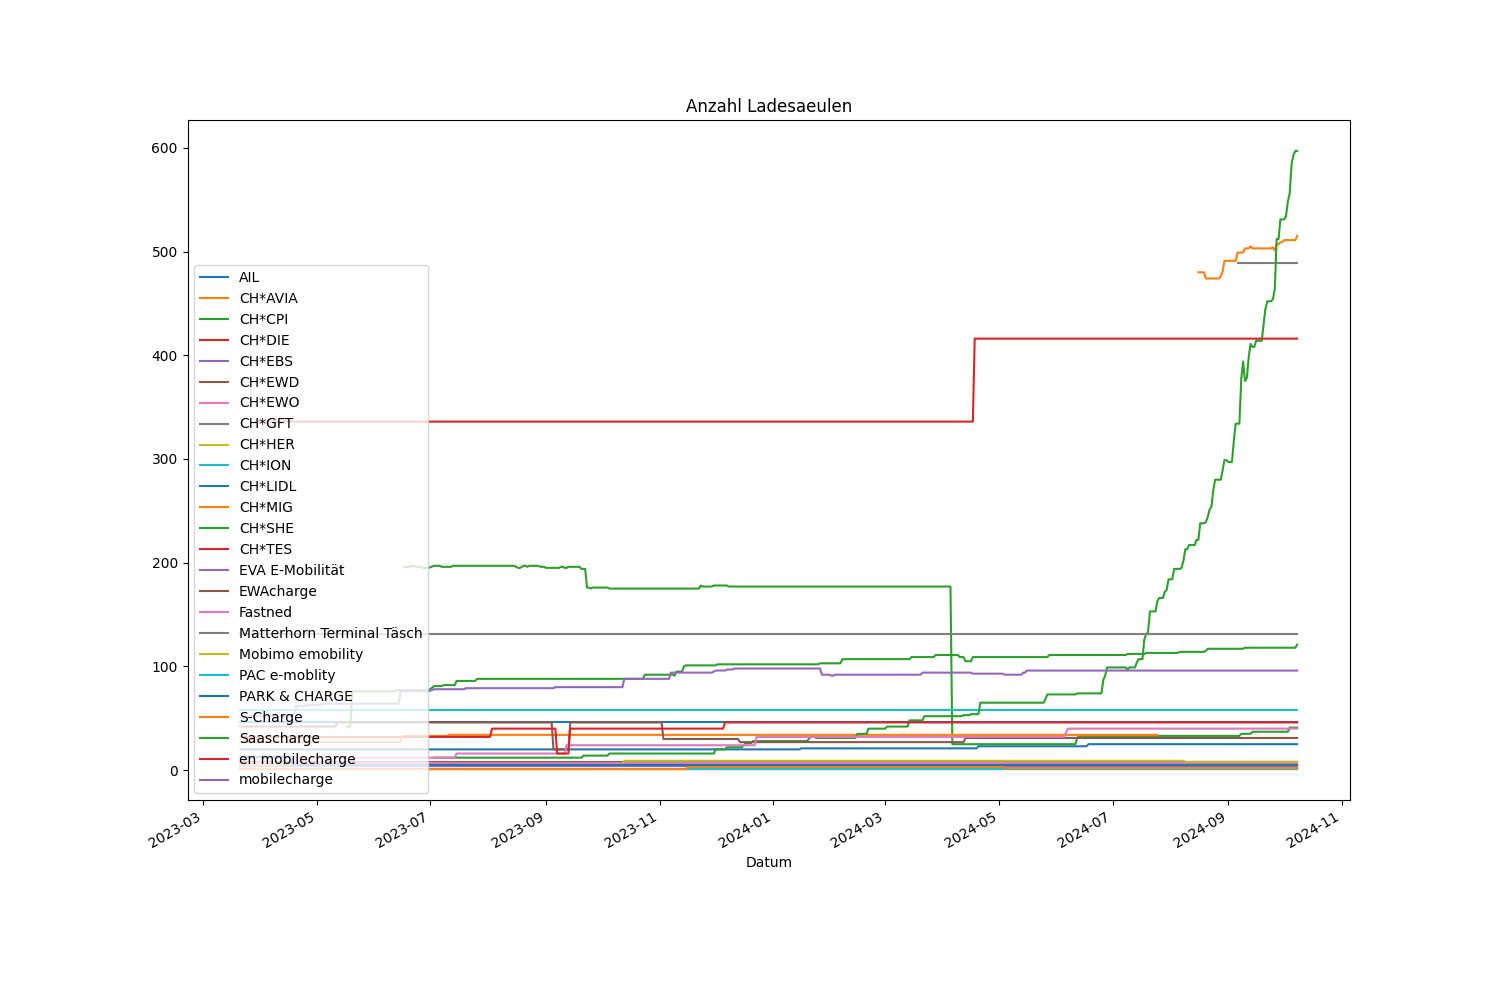 Anzahl Ladesaeulen
600
500
400
300
200
100
0
AIL
CH*AVIA
CH*CPI
CH*DIE
CH*EBS
CH*EWD
CH*EWO
CH*GFT
CH*HER
CH*ION
CH*LIDL
CH*MIG
CH*SHE
CH*TES
EVA E-Mobilität
EWAcharge
Fastned
Matterhorn Terminal Täsch
Mobimo emobility
PAC e-moblity
PARK & CHARGE
S-Charge
Saascharge
en mobilecharge
mobilecharge
2023-03
2023-05
2023-07
2023-09
2023-11
2024-01
2024-03
2024-05
2024-07
2024-09
2024-11
Datum